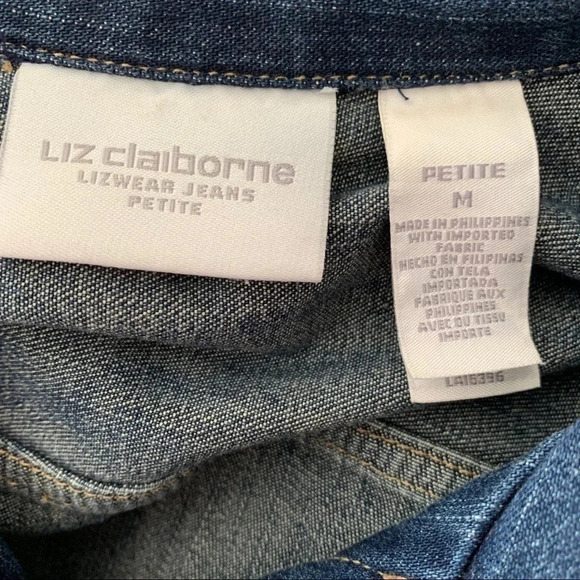 Liz claiborne
LIZWEAR JEANS
PETITE
PETITE
M
MADE IN PHILIPPINES
WITH IMPORTED
FABRIC
HECHO EN FILIPINAS
CON TELA
IMPORTADA
FABRIQUE AUX
PHILIPPINES
AVEC DU TISSU
IMPORTE
LA16396